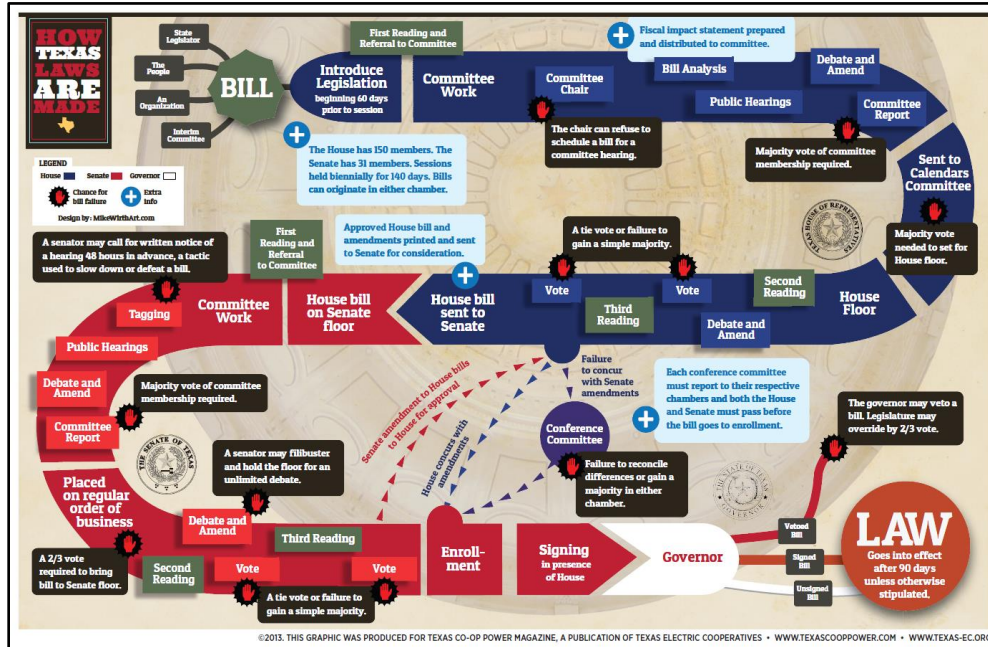 HOW
TEXAS
LAWS
ARE
MADE
LEGEND
House
Senate
Governor
Chance for
bill failure
Extra
Info
Design by: MikeWirthArt.com
State
Legislator
The
People
An
Organization
Interim
Committee
BILL
First Reading and
Referral to Committee
Introduce
Legislation
beginning 60 days
prior to session
The House has 150 members. The
Senate has 31 members. Sessions
held biennially for 140 days. Bills
can originate in either chamber.
Committee
Work
Fiscal impact statement prepared
and distributed to committee.
Committee
Chair
The chair can refuse to
schedule a bill for a
committee hearing.
Bill Analysis
Public Hearings
Debate and
Amend
Committee
Report
Majority vote of committee
membership required.
Sent to
Calendars
Committee
Majority vote
needed to set for
House floor.
TEXAS HOUSE OF REPRESENTATIVES
House
Floor
Second
Reading
Debate and
Amend
Vote
Third
Reading
Vote
A tie vote or failure to
gain a simple majority.
House bill
sent to
Senate
Approved House bill and
amendments printed and sent
to Senate for consideration.
House bill
on Senate
floor
First
Reading and
Referral
to Committee
Committee
Work
A senator may call for written notice of
a hearing 48 hours in advance, a tactic
used to slow down or defeat a bill.
Tagging
Public Hearings
Debate and
Amend
Committee
Report
Majority vote of committee
membership required.
THE SENATE OF TEXAS
Placed
on regular
order of
business
A 2/3 vote
required to bring
bill to Senate floor.
Second
Reading
Debate and
Amend
A senator may filibuster
and hold the floor for an
unlimited debate.
Vote
Third Reading
Vote
A tie vote or failure to
gain a simple majority.
Senate amendment to House bills
to House for approval
House concurs with
amendments
Failure
to concur
with Senate
amendments
Conference
Committee
Each conference committee
must report to their respective
chambers and both the House
and Senate must pass before
the bill goes to enrollment.
Failure to reconcile
differences or gain a
majority in either
chamber.
Enroll-
ment
Signing
in presence
of House
Governor
THE STATE OF TEXAS
GOVERNOR
The governor may veto a
bill. Legislature may
override by 2/3 vote.
Vetoed
Bill
Signed
Bill
Unsigned
Bill
LAW
Goes into effect
after 90 days
unless otherwise
stipulated.
©2013. THIS GRAPHIC WAS PRODUCED FOR TEXAS CO-OP POWER MAGAZINE, A PUBLICATION OF TEXAS ELECTRIC COOPERATIVES • WWW.TEXASCOOPPOWER.COM • WWW.TEXAS-EC.ORG